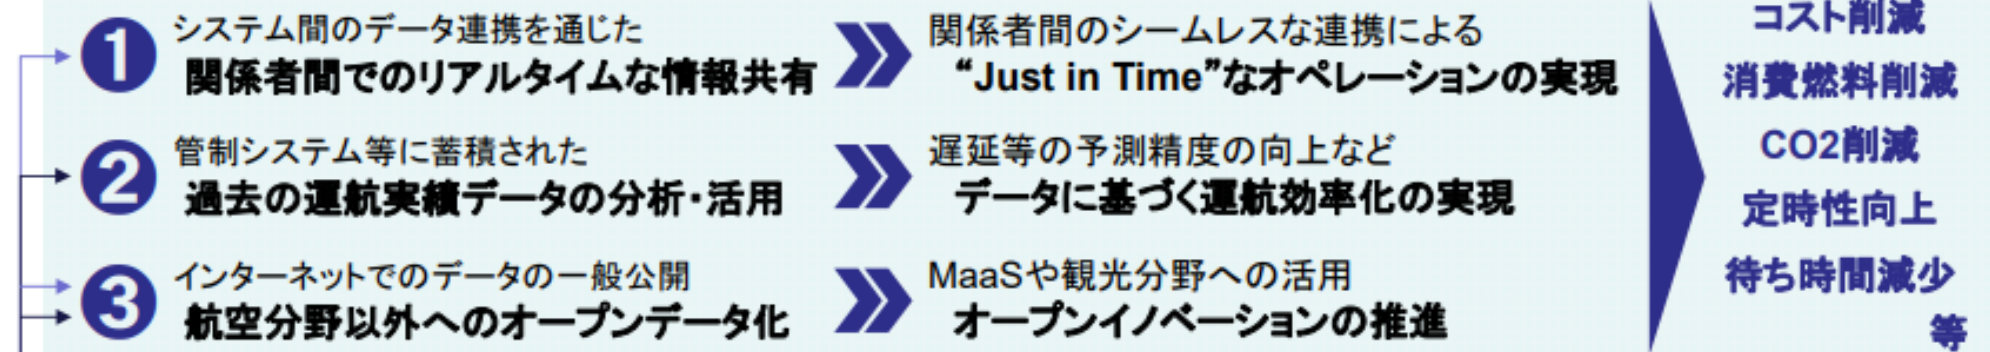 1
システム間のデータ連携を通じた
関係者間でのリアルタイムな情報共有
関係者間のシームレスな連携による
“Just in Time”なオペレーションの実現
2
管制システム等に蓄積された
過去の運航実績データの分析・活用
遅延等の予測精度の向上など
データに基づく運航効率化の実現
3
インターネットでのデータの一般公開
航空分野以外へのオープンデータ化
MaaSや観光分野への活用
オープンイノベーションの推進
コスト削減
消費燃料削減
CO2削減
定時性向上
待ち時間減少
等